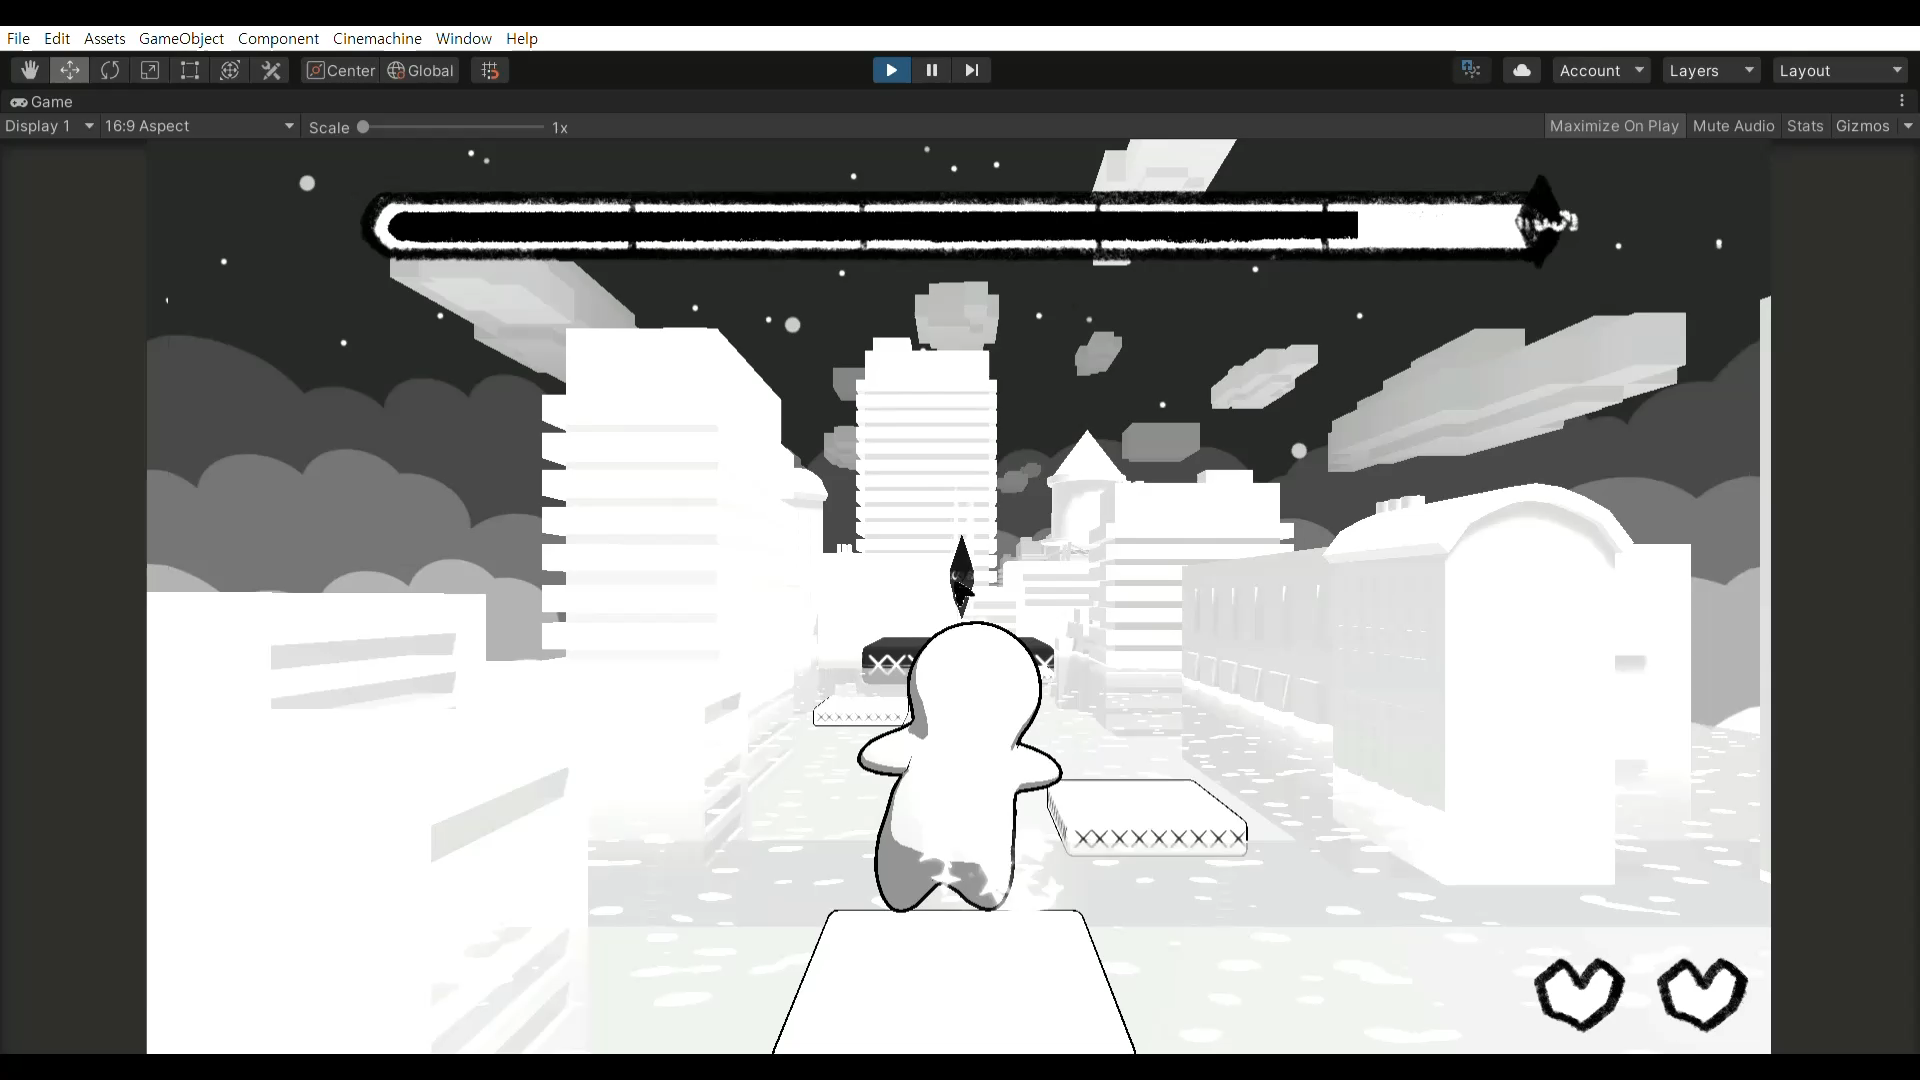 File Edit Assets GameObject Component Cinemachine Window Help
Center Global Account Layers Layout
Game
Display 1 16:9 Aspect Scale 1x Maximize On Play Mute Audio Stats Gizmos